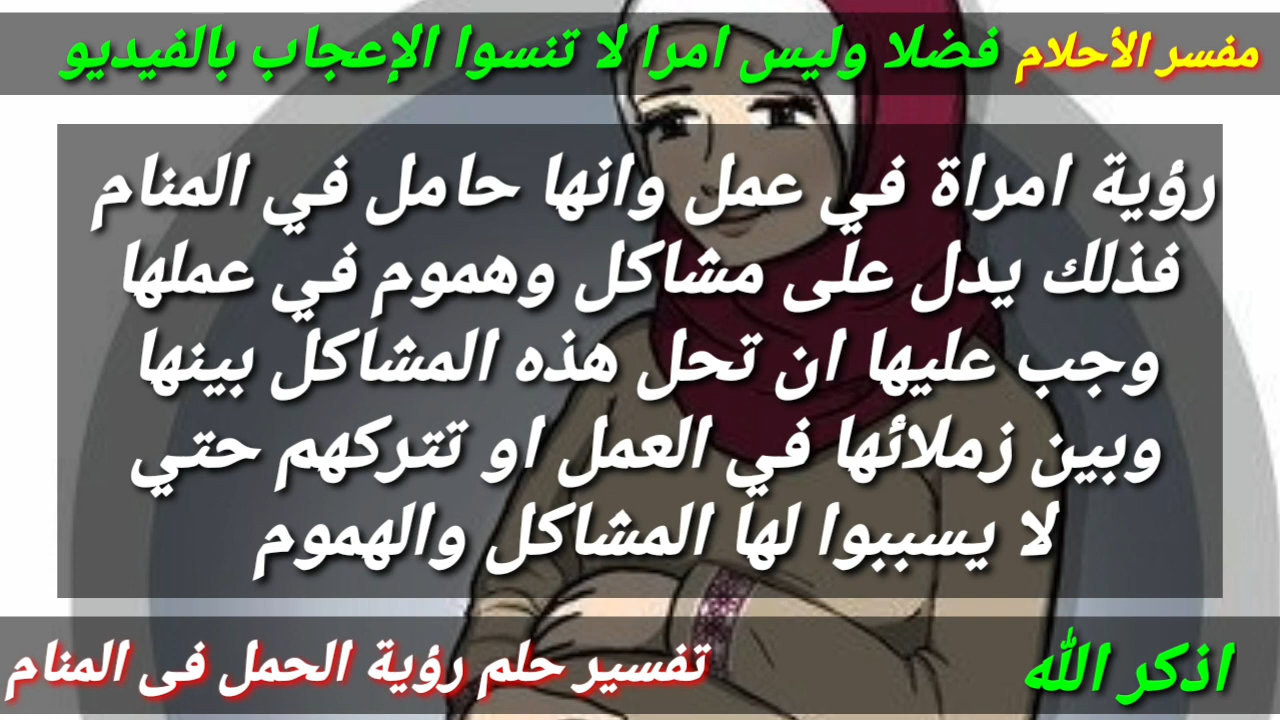 مفسر الأحلام فضلا وليس امرا لا تنسوا الإعجاب بالفيديو
رؤية امراة في عمل وانها حامل في المنام
فذلك يدل على مشاكل وهموم في عملها
وجب عليها ان تحل هذه المشاكل بينها
وبين زملائها في العمل او تتركهم حتي
لا يسببوا لها المشاكل والهموم
اذكر الله تفسير حلم رؤية الحمل فى المنام